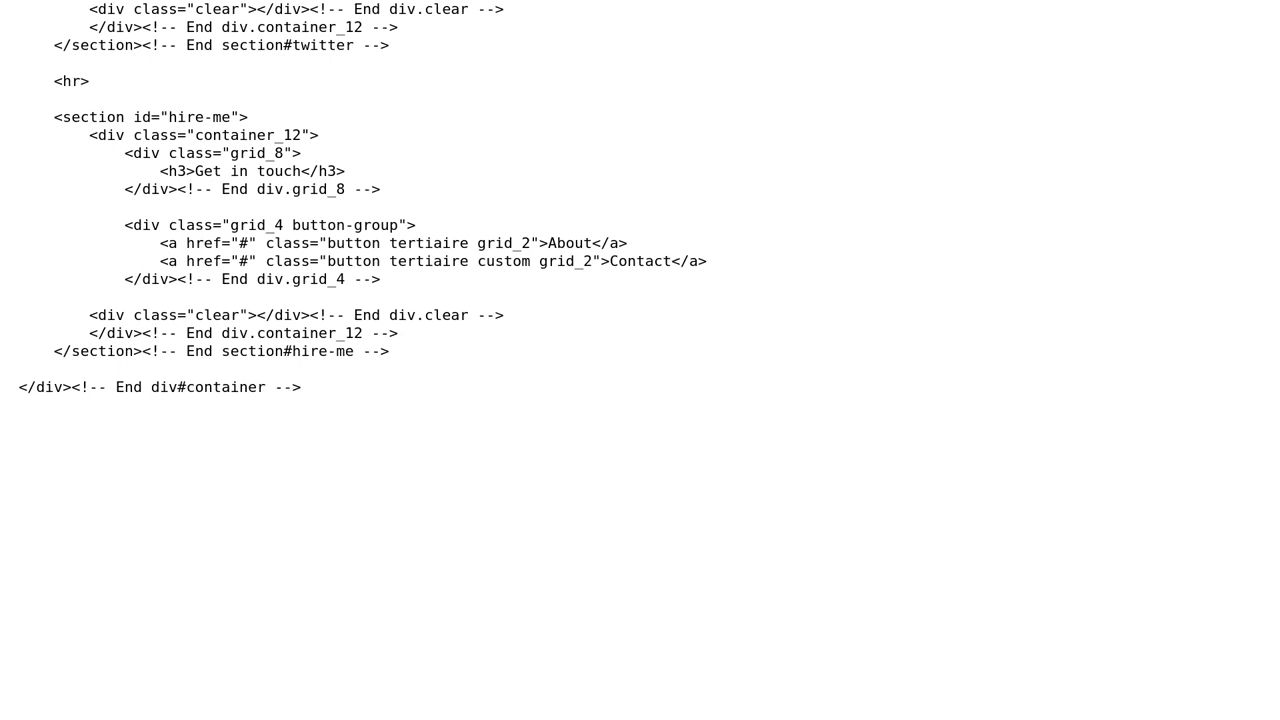 <div class="clear"></div><!-- End div.clear -->
        </div><!-- End div.container_12 -->
    </section><!-- End section#twitter -->

    <hr>

    <section id="hire-me">
        <div class="container_12">
            <div class="grid_8">
                <h3>Get in touch</h3>
            </div><!-- End div.grid_8 -->

            <div class="grid_4 button-group">
                <a href="#" class="button tertiaire grid_2">About</a>
                <a href="#" class="button tertiaire custom grid_2">Contact</a>
            </div><!-- End div.grid_4 -->

        <div class="clear"></div><!-- End div.clear -->
        </div><!-- End div.container_12 -->
    </section><!-- End section#hire-me -->

</div><!-- End div#container -->